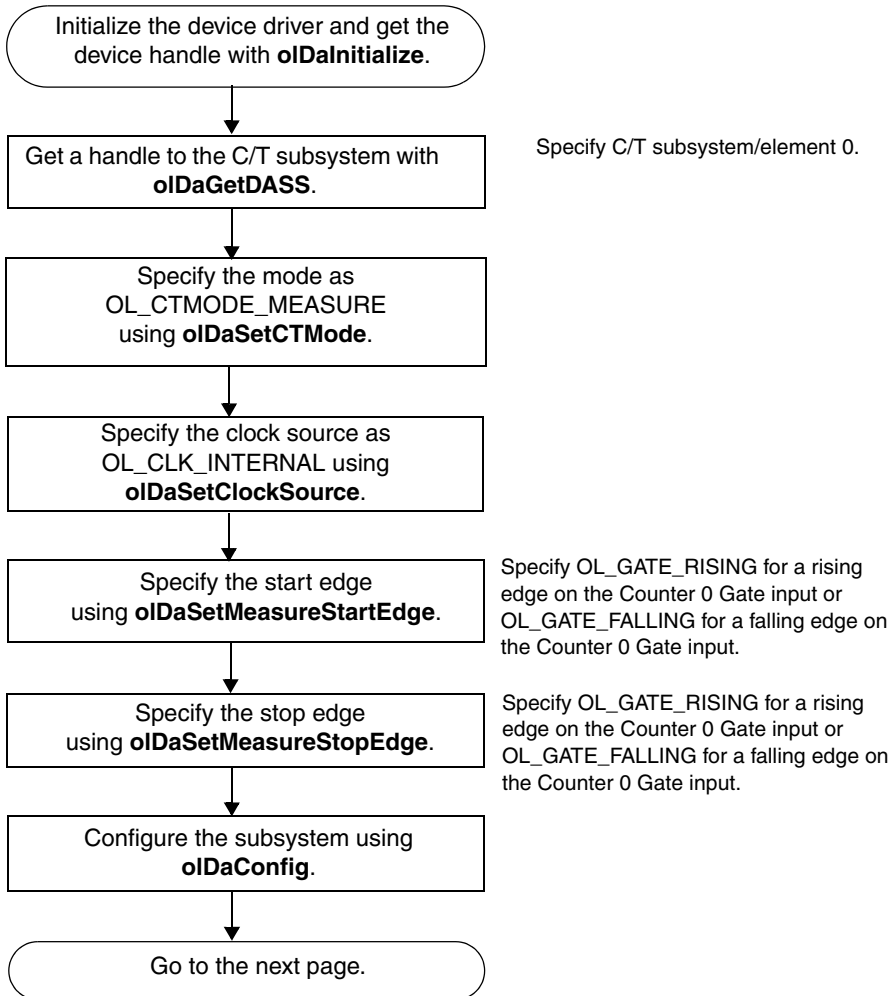 Initialize the device driver and get the
device handle with olDaInitialize.
Get a handle to the C/T subsystem with
olDaGetDASS.
Specify C/T subsystem/element 0.
Specify the mode as
OL_CTMODE_MEASURE
using olDaSetCTMode.
Specify the clock source as
OL_CLK_INTERNAL using
olDaSetClockSource.
Specify the start edge
using olDaSetMeasureStartEdge.
Specify OL_GATE_RISING for a rising
edge on the Counter 0 Gate input or
OL_GATE_FALLING for a falling edge on
the Counter 0 Gate input.
Specify the stop edge
using olDaSetMeasureStopEdge.
Specify OL_GATE_RISING for a rising
edge on the Counter 0 Gate input or
OL_GATE_FALLING for a falling edge on
the Counter 0 Gate input.
Configure the subsystem using
olDaConfig.
Go to the next page.